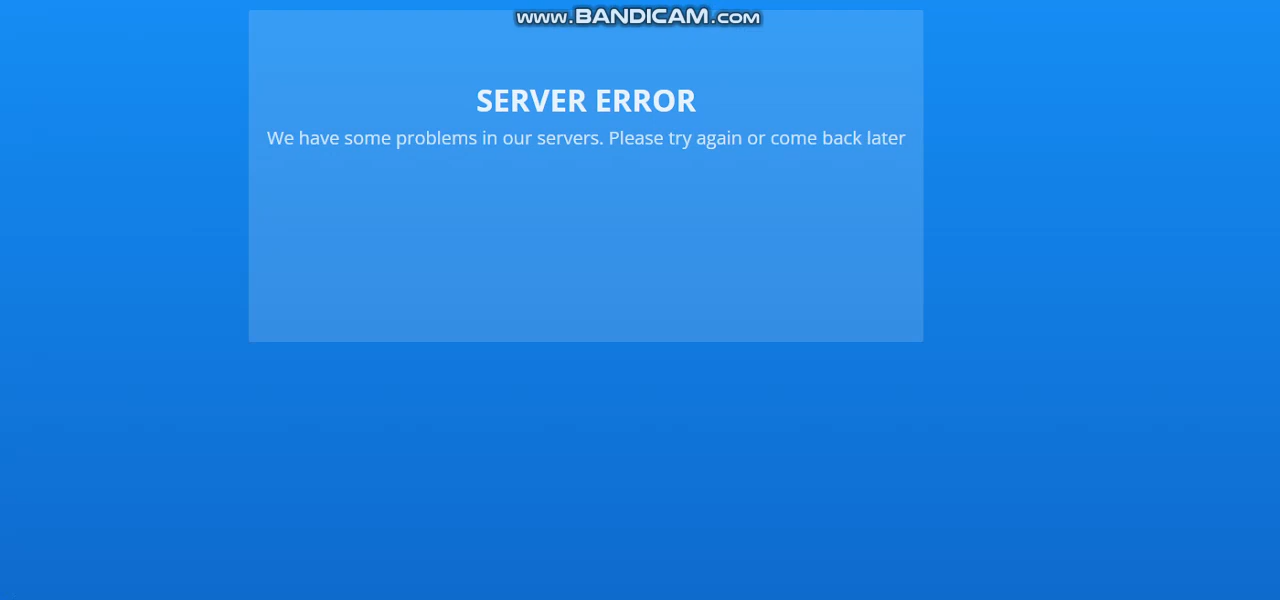 www.BANDICAM.com
SERVER ERROR
We have some problems in our servers. Please try again or come back later